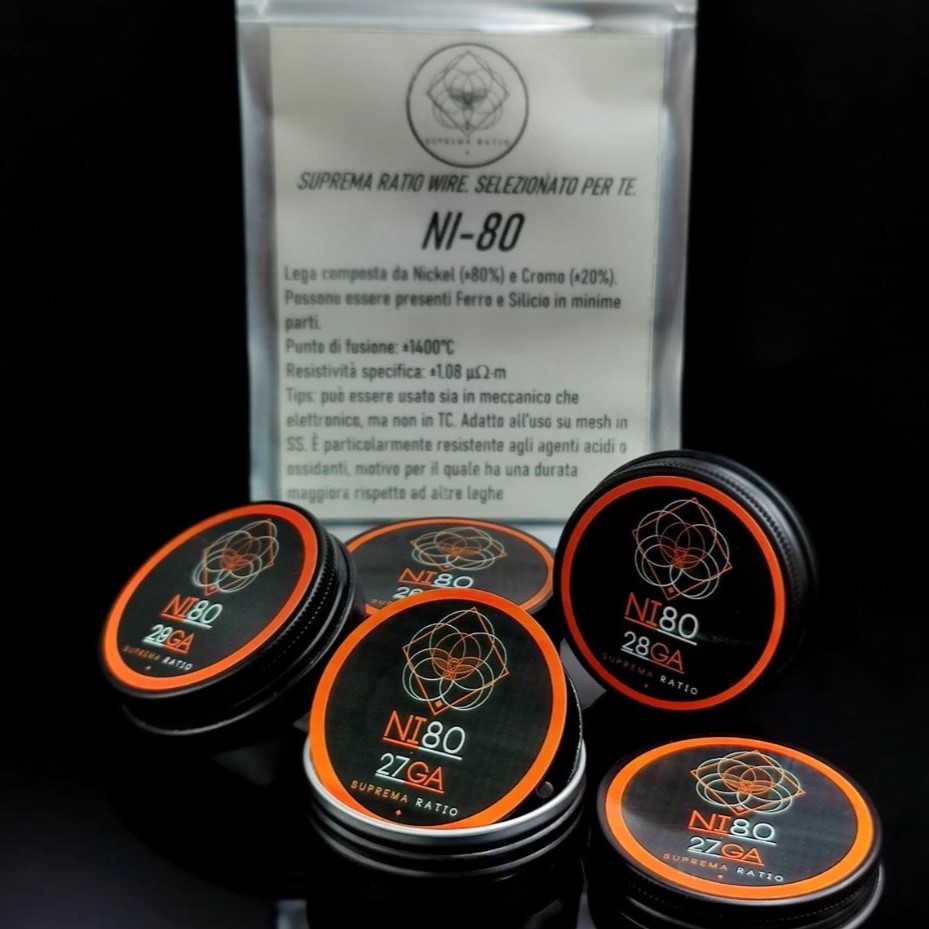 SUPREMA RATIO
SUPREMA RATIO WIRE. SELEZIONATO PER TE.
NI-80
Lega composta da Nickel (±80%) e Cromo (±20%).
Possono essere presenti Ferro e Silicio in minime
parti.
Punto di fusione: ±1400°C
Resistività specifica: ±1.08 µΩ·m
Tips: può essere usato sia in meccanico che
elettronico, ma non in TC. Adatto all'uso su mesh in
SS. È particolarmente resistente agli agenti acidi o
ossidanti, motivo per il quale ha una durata
maggiore rispetto ad altre leghe
NI80
28GA
SUPREMA RATIO
NI80
NI80
28GA
SUPREMA RATIO
NI80
27GA
SUPREMA RATIO
NI80
27GA
SUPREMA RATIO